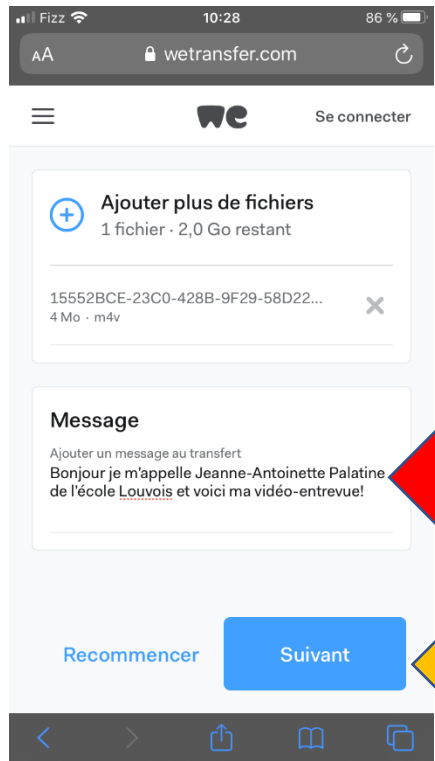 Fizz 10:28 86 %
AA wetransfer.com
we Se connecter
Ajouter plus de fichiers
1 fichier · 2,0 Go restant
15552BCE-23C0-428B-9F29-58D22...
4 Mo · m4v
Message
Ajouter un message au transfert
Bonjour je m'appelle Jeanne-Antoinette Palatine
de l'école Louvois et voici ma vidéo-entrevue!
Recommencer Suivant